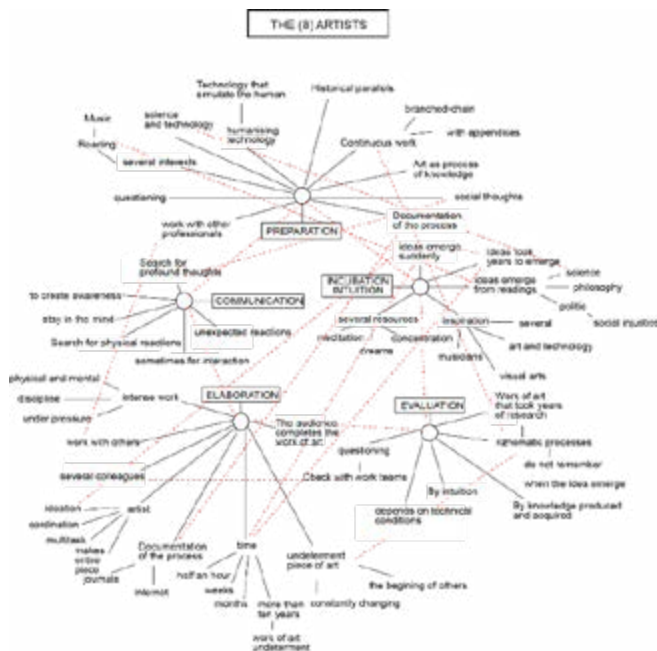 THE (8) ARTISTS
Technology that
simulate the human
Historical parallels
branched-chain
Music
science
and technology
humanising
technology
Continuous work
with appendixes
Reading
several interests
Art as process
of knowledge
questioning
social thoughts
work with other
professionals
PREPARATION
Documentation
of the process
ideas emerge
suddenly
Ideas took
years to emerge
Search for
profound thoughts
INCUBATION
INTUITION
ideas emerge
from readings
science
philosophy
to create awareness
COMMUNICATION
politic
stay in the mind
unexpected reactions
several resources
inspiration
several
social injustice
Search for physical reactions
meditation
concentration
art and technology
sometimes for interaction
dreams
musicians
visual arts
physical and mental
ELABORATION
discipline
intense work
EVALUATION
Work of art
that took years
of research
under pressure
The audience
completes the
work of art
work with others
questioning
do not remember
several colleagues
Check with work teams
when the idea emerge
By intuition
ideation
artist
depends on technical
conditions
By knowledge produced
and acquired
cordination
multitask
makes
entire
piece
Documentation
of the process
time
undeterment
piece of art
journals
half an hour
internet
weeks
the begining of others
months
more than
ten years
constantly changing
work of art
undeterment